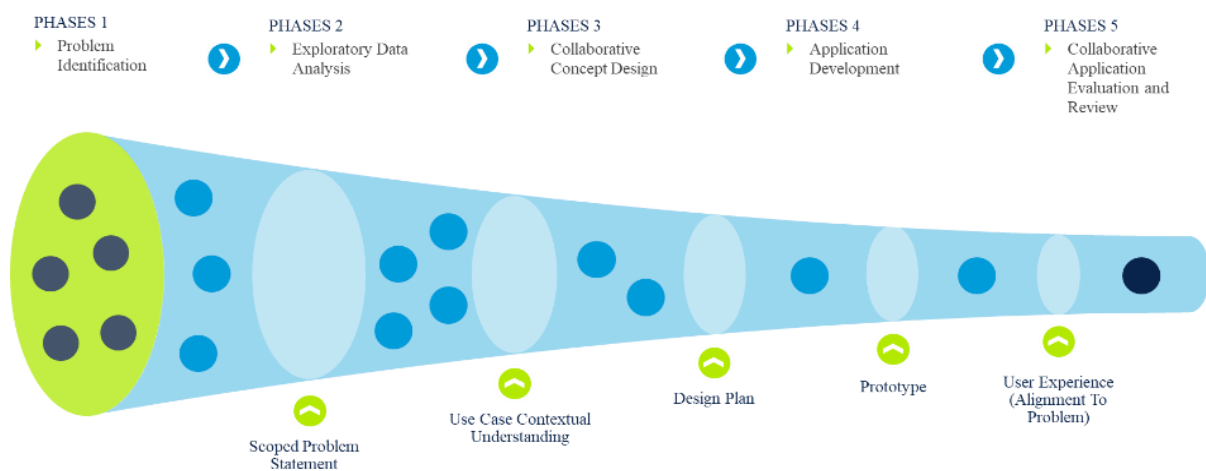 PHASES 1
Problem
Identification
PHASES 2
Exploratory Data
Analysis
PHASES 3
Collaborative
Concept Design
PHASES 4
Application
Development
PHASES 5
Collaborative
Application
Evaluation and
Review
Scoped Problem
Statement
Use Case Contextual
Understanding
Design Plan
Prototype
User Experience
(Alignment To
Problem)